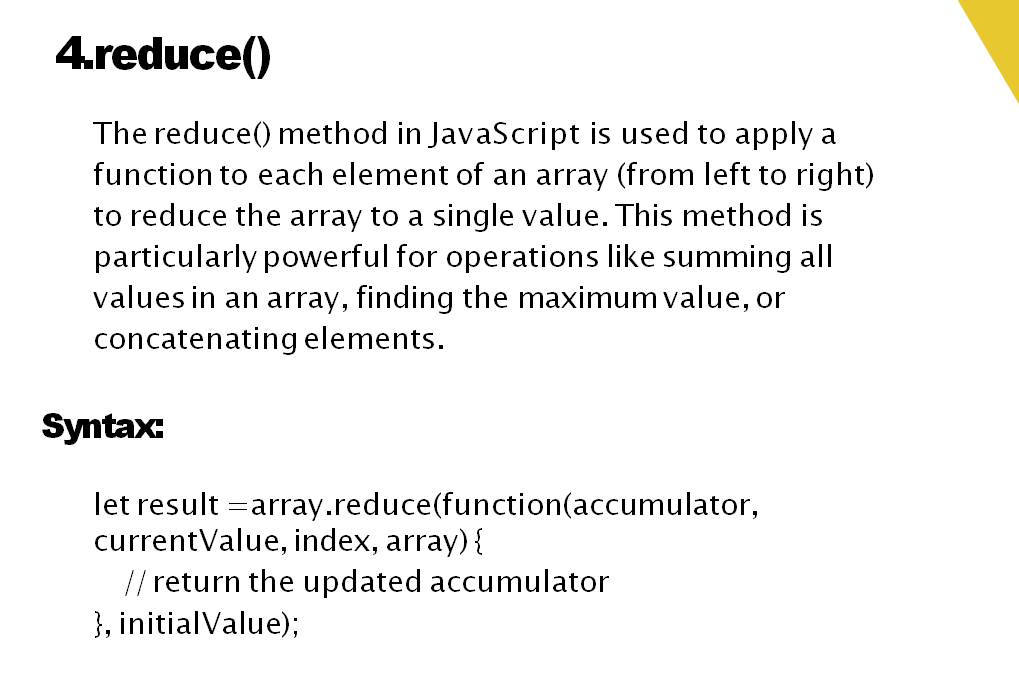 4.reduce()
The reduce() method in JavaScript is used to apply a
function to each element of an array (from left to right)
to reduce the array to a single value. This method is
particularly powerful for operations like summing all
values in an array, finding the maximum value, or
concatenating elements.
Syntax:
let result =array.reduce(function(accumulator,
currentValue, index, array) {
// return the updated accumulator
}, initialValue);